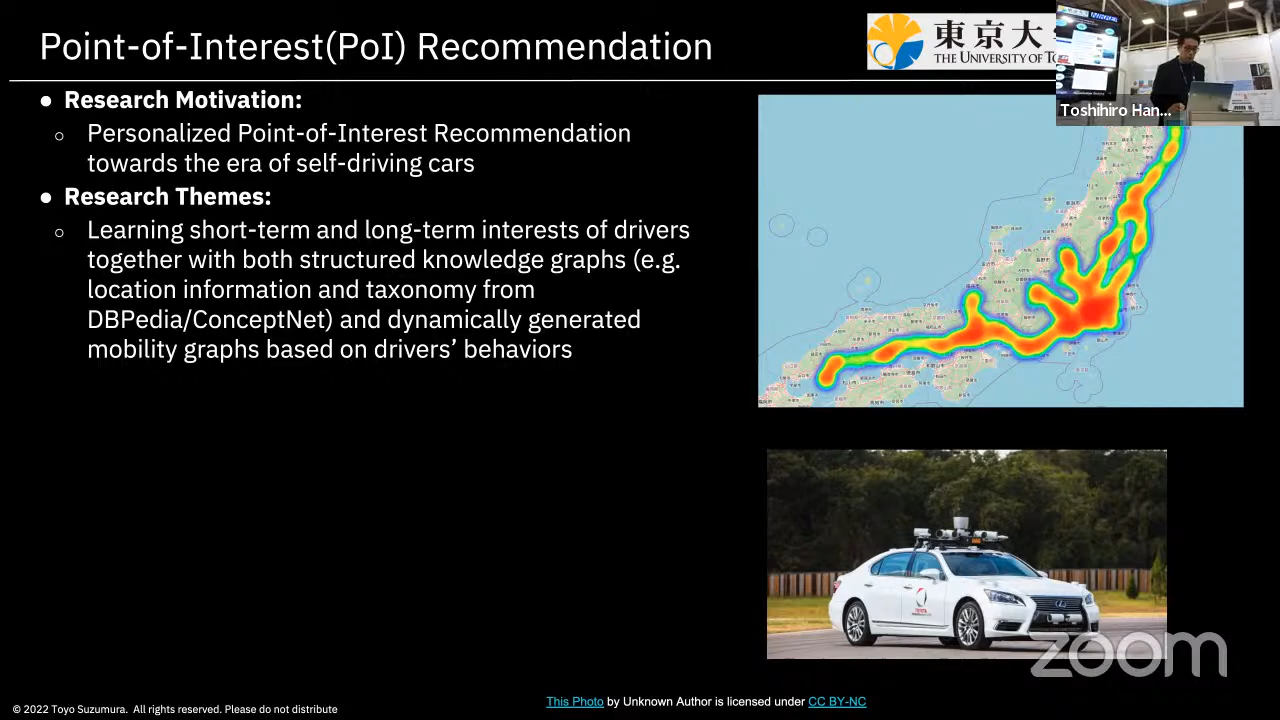 Point-of-Interest(PoI) Recommendation
東京大
THE UNIVERSITY OF TO
Toshihiro Han...
● Research Motivation:
○ Personalized Point-of-Interest Recommendation
towards the era of self-driving cars
● Research Themes:
○ Learning short-term and long-term interests of drivers
together with both structured knowledge graphs (e.g.
location information and taxonomy from
DBPedia/ConceptNet) and dynamically generated
mobility graphs based on drivers’ behaviors
TOYOTA
zoom
This Photo by Unknown Author is licensed under CC BY-NC
© 2022 Toyo Suzumura. All rights reserved. Please do not distribute